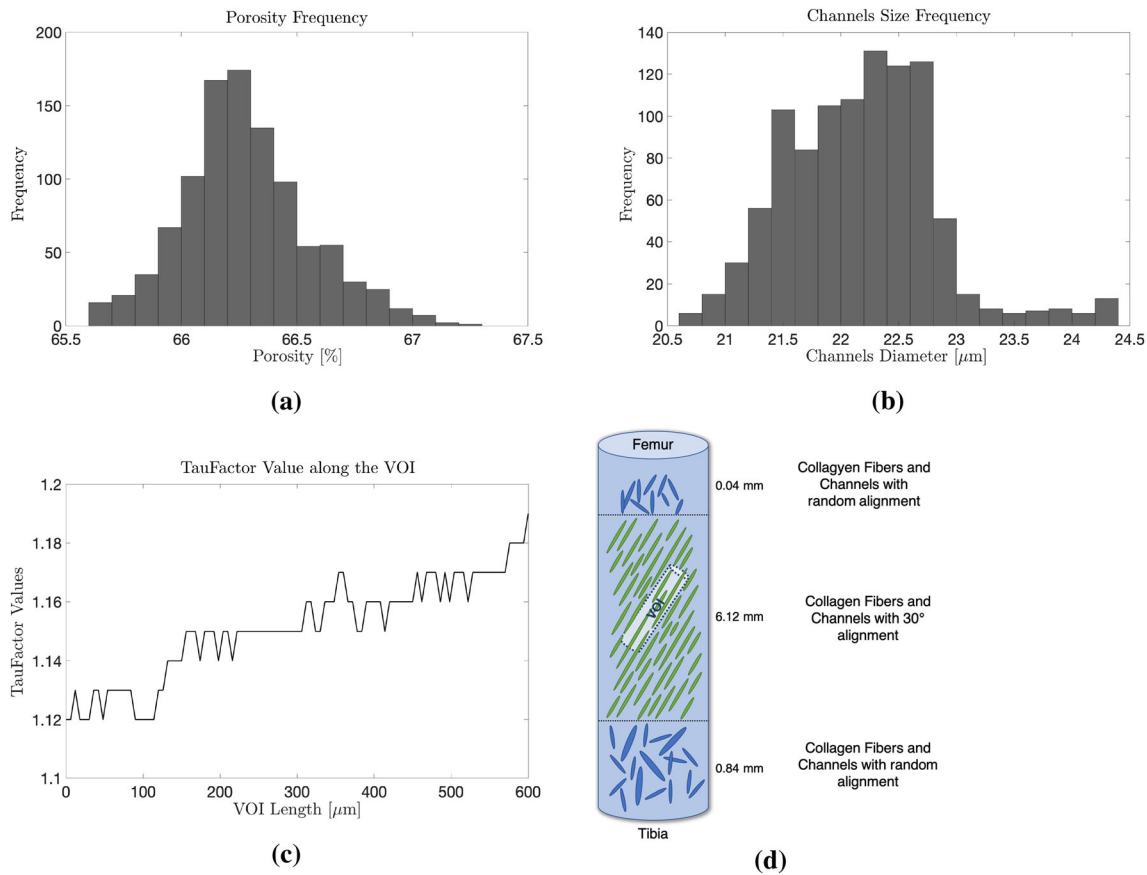 Porosity Frequency
200
150
100
50
0
Frequency
65.5 66 66.5 67 67.5
Porosity [%]
(a)
Channels Size Frequency
140
120
100
80
60
40
20
0
Frequency
20.5 21 21.5 22 22.5 23 23.5 24 24.5
Channels Diameter [μm]
(b)
TauFactor Value along the VOI
1.2
1.18
1.16
1.14
1.12
1.1
TauFactor Values
0 100 200 300 400 500 600
VOI Length [μm]
(c)
Femur
0.04 mm
Collagyen Fibers and
Channels with
random alignment
VOI
6.12 mm
Collagen Fibers and
Channels with 30°
alignment
0.84 mm
Collagen Fibers and
Channels with random
alignment
Tibia
(d)